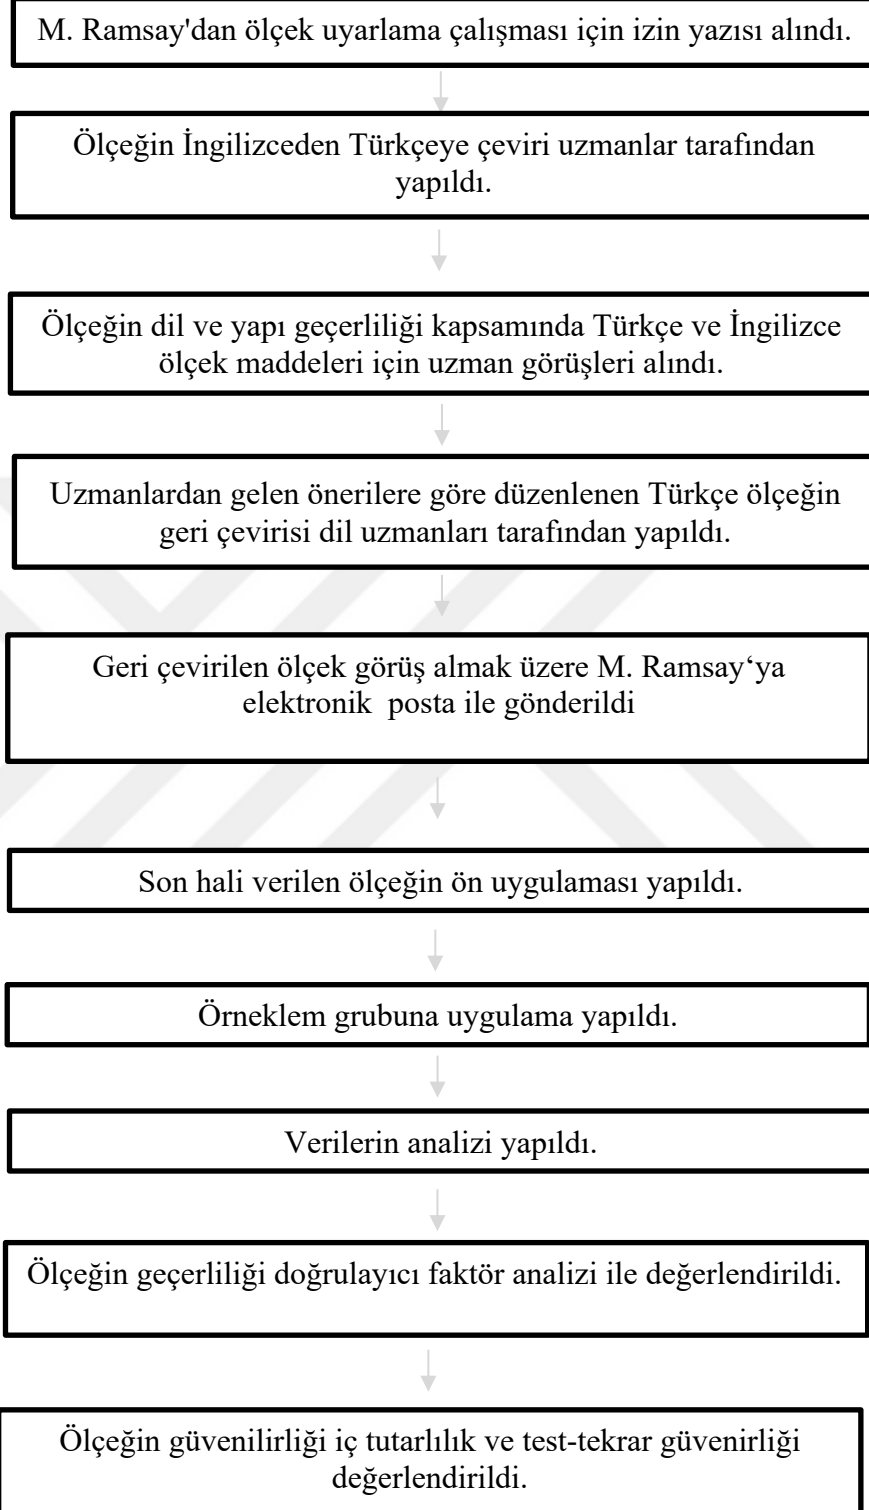 M. Ramsay'dan ölçek uyarlama çalışması için izin yazısı alındı.
Ölçeğin İngilizceden Türkçeye çeviri uzmanlar tarafından
yapıldı.
Ölçeğin dil ve yapı geçerliliği kapsamında Türkçe ve İngilizce
ölçek maddeleri için uzman görüşleri alındı.
Uzmanlardan gelen önerilere göre düzenlenen Türkçe ölçeğin
geri çevirisi dil uzmanları tarafından yapıldı.
Geri çevirilen ölçek görüş almak üzere M. Ramsay‘ya
elektronik  posta ile gönderildi
Son hali verilen ölçeğin ön uygulaması yapıldı.
Örneklem grubuna uygulama yapıldı.
Verilerin analizi yapıldı.
Ölçeğin geçerliliği doğrulayıcı faktör analizi ile değerlendirildi.
Ölçeğin güvenilirliği iç tutarlılık ve test-tekrar güvenirliği
değerlendirildi.